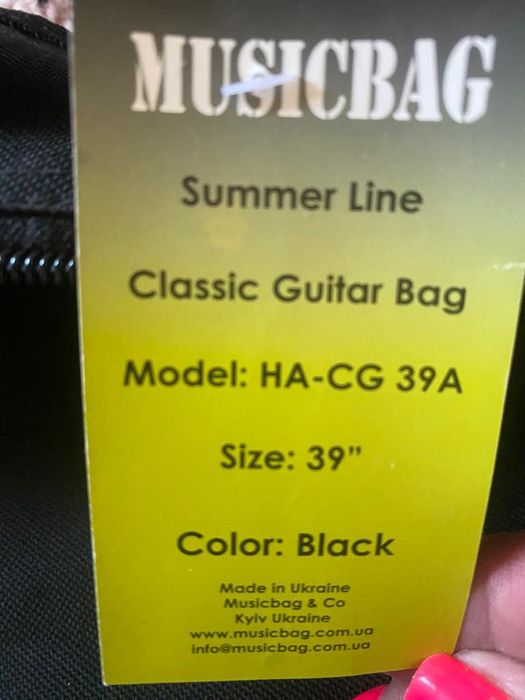 MUSICBAG
Summer Line
Classic Guitar Bag
Model: HA-CG 39A
Size: 39”
Color: Black
Made in Ukraine
Musicbag & Co
Kyiv Ukraine
www.musicbag.com.ua
info@musicbag.com.ua